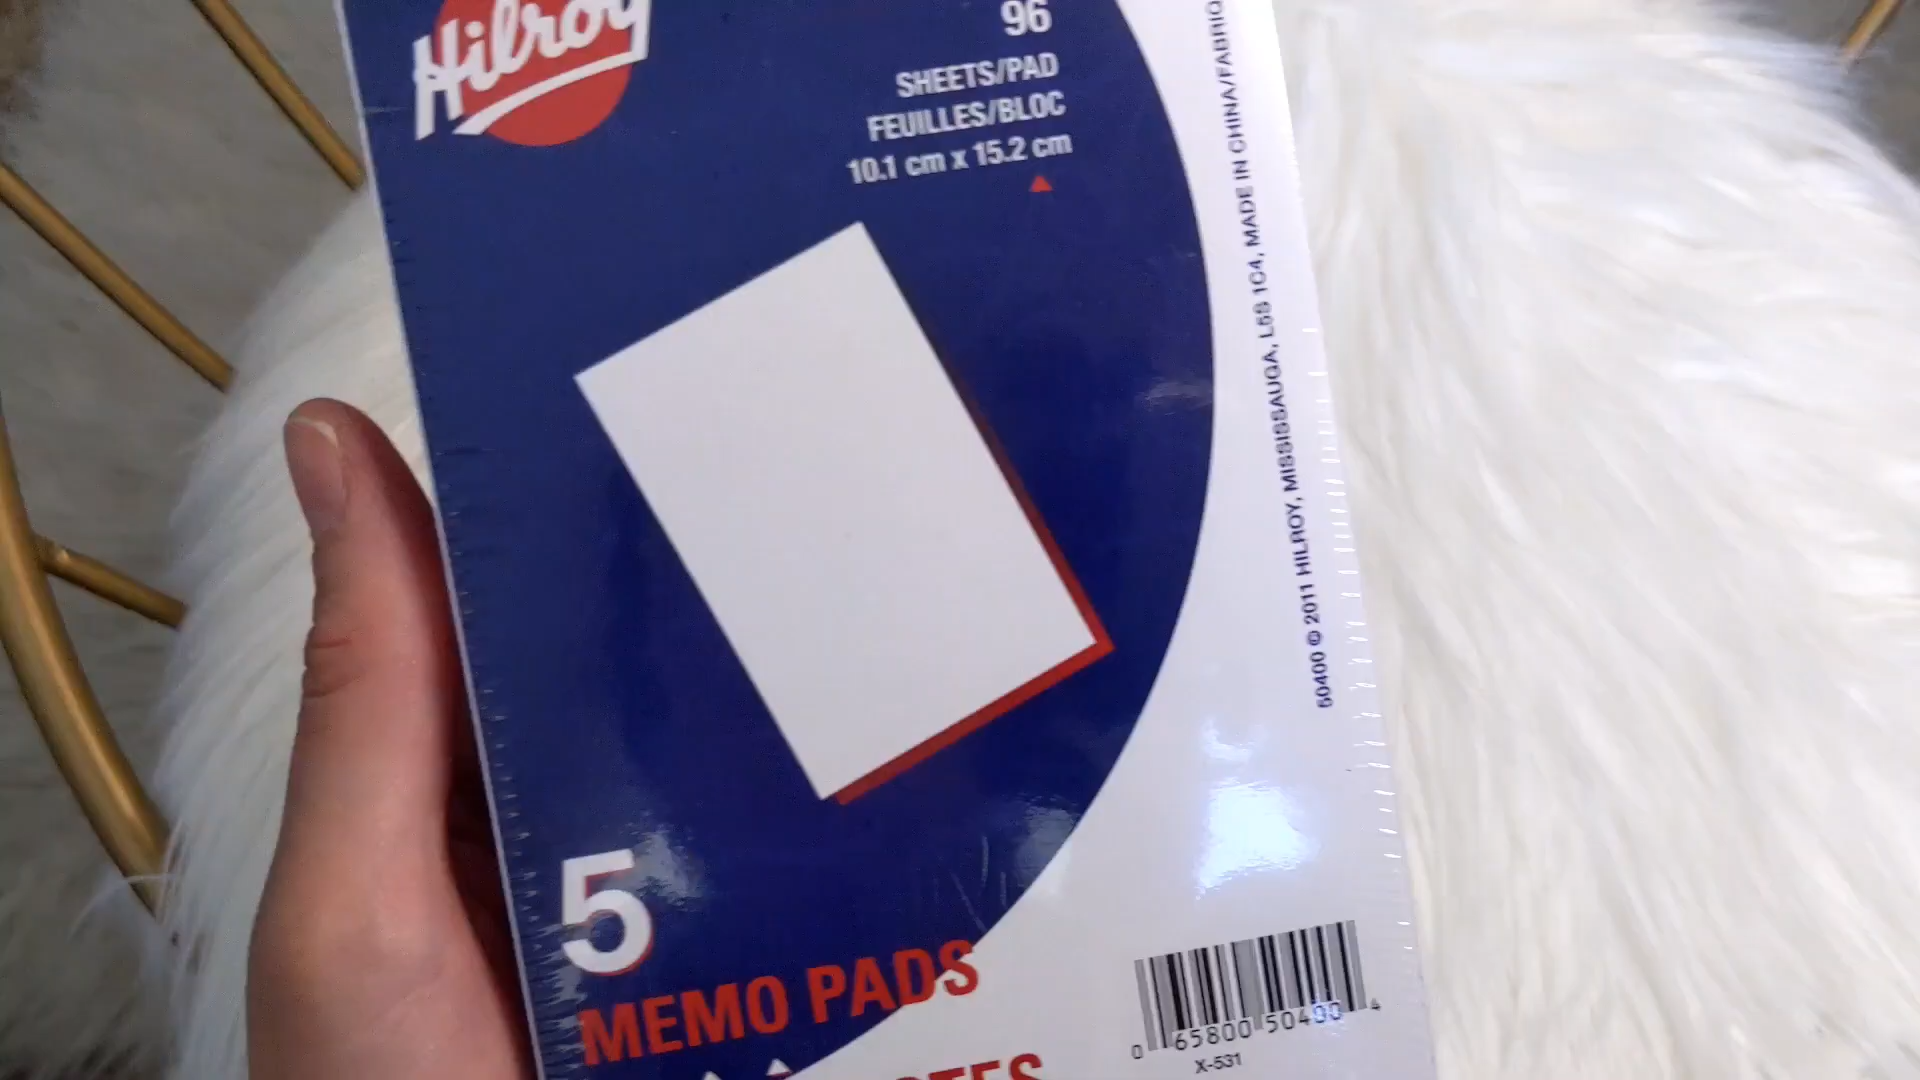 Hilroy
96
SHEETS/PAD
FEUILLES/BLOC
10.1 cm x 15.2 cm
50400 © 2011 HILROY, MISSISSAUGA, L5S 1C4, MADE IN CHINA/FABRIQ
5
MEMO PADS
0 65800 50400 4
X-531